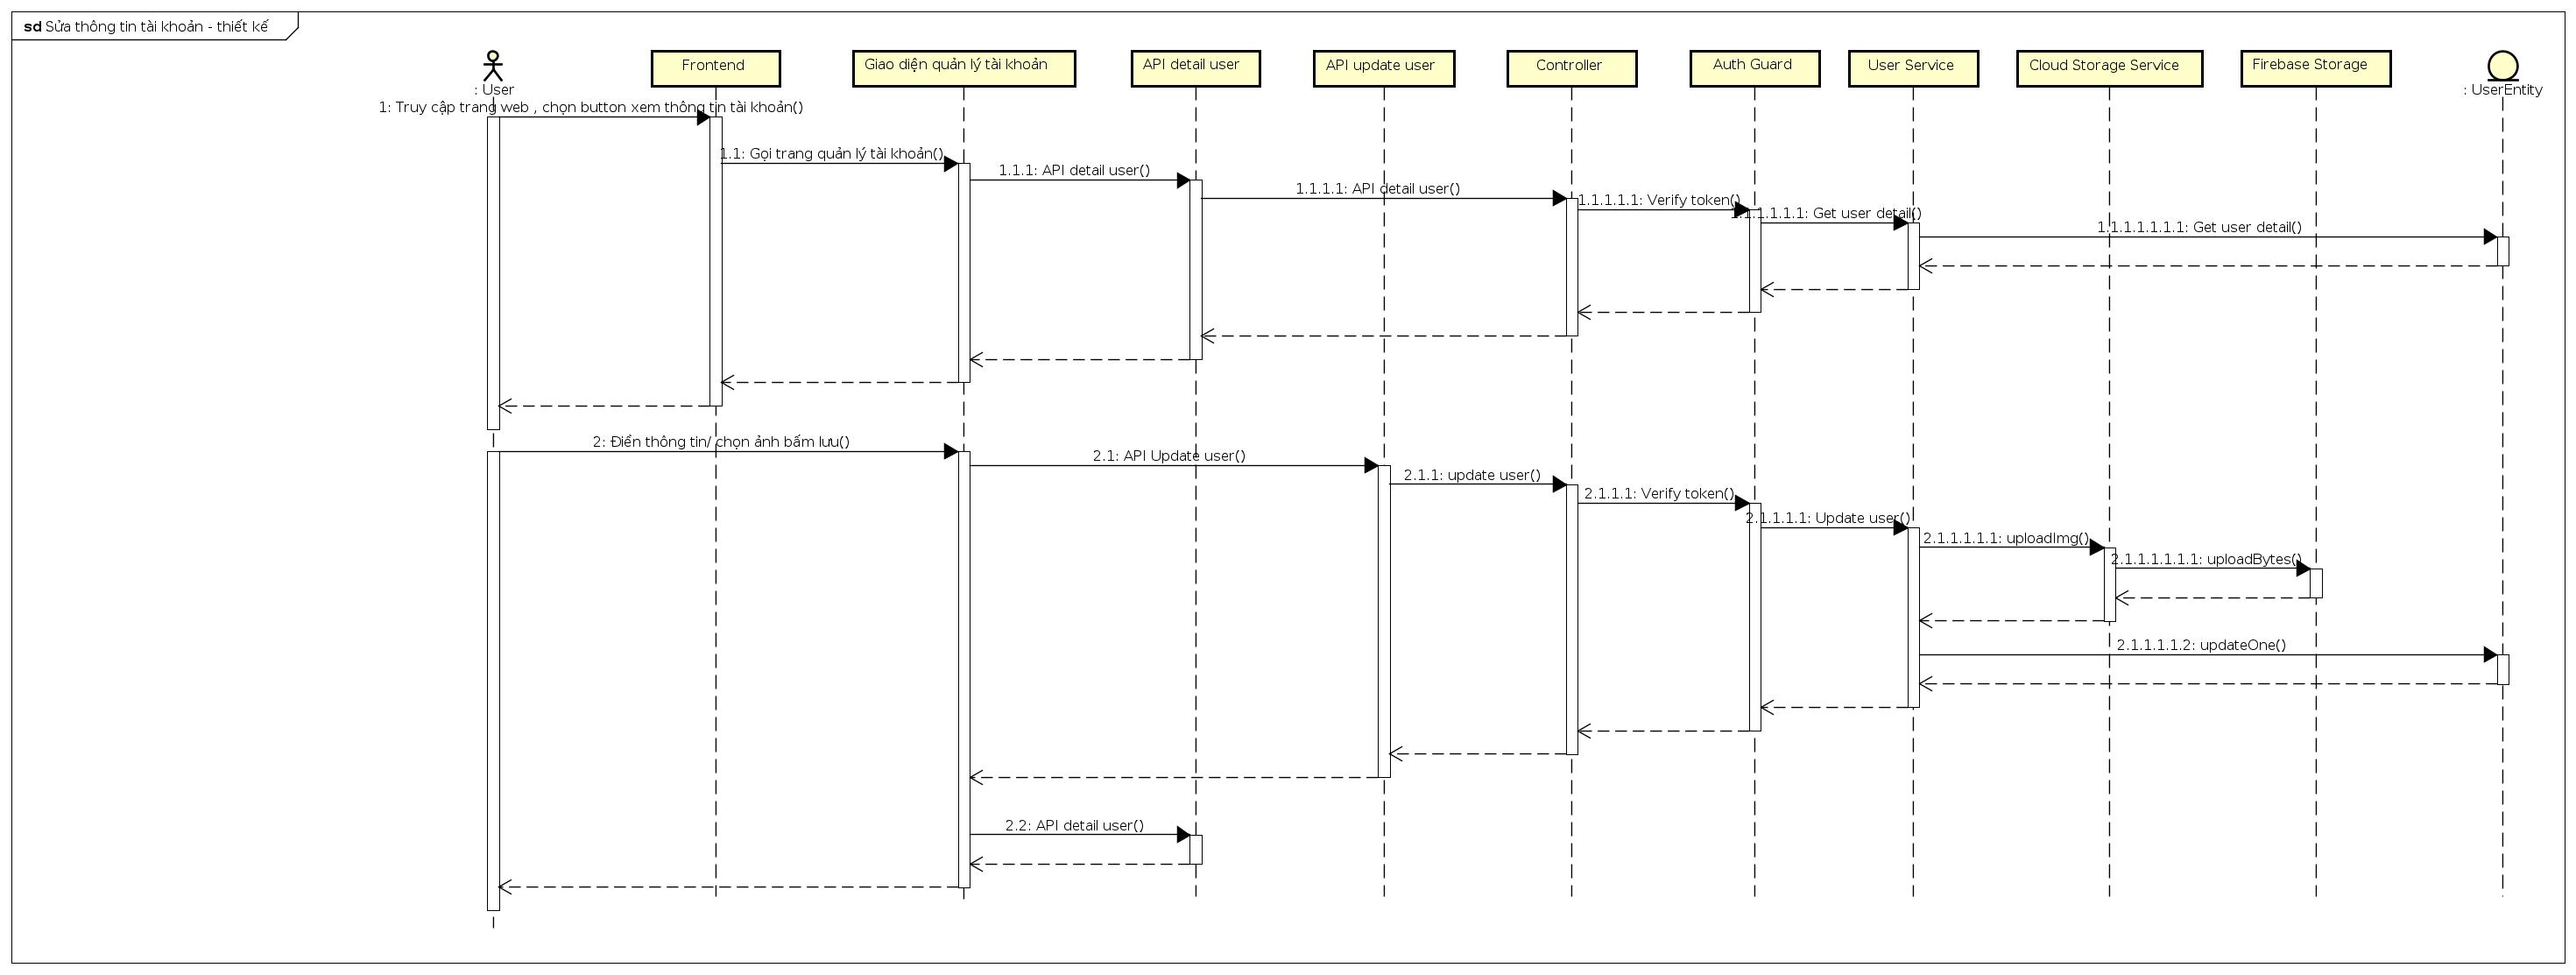 sd Sửa thông tin tài khoản - thiết kế
Frontend
Giao diện quản lý tài khoản
API detail user
API update user
Controller
Auth Guard
User Service
Cloud Storage Service
Firebase Storage
: User
: UserEntity
1: Truy cập trang web , chọn button xem thông tin tài khoản()
1.1: Gọi trang quản lý tài khoản()
1.1.1: API detail user()
1.1.1.1: API detail user()
1.1.1.1.1: Verify token()
1.1.1.1.1.1: Get user detail()
1.1.1.1.1.1.1: Get user detail()
2: Điền thông tin/ chọn ảnh bấm lưu()
2.1: API Update user()
2.1.1: update user()
2.1.1.1: Verify token()
2.1.1.1.1: Update user()
2.1.1.1.1.1: uploadImg()
2.1.1.1.1.1.1: uploadBytes()
2.1.1.1.1.2: updateOne()
2.2: API detail user()